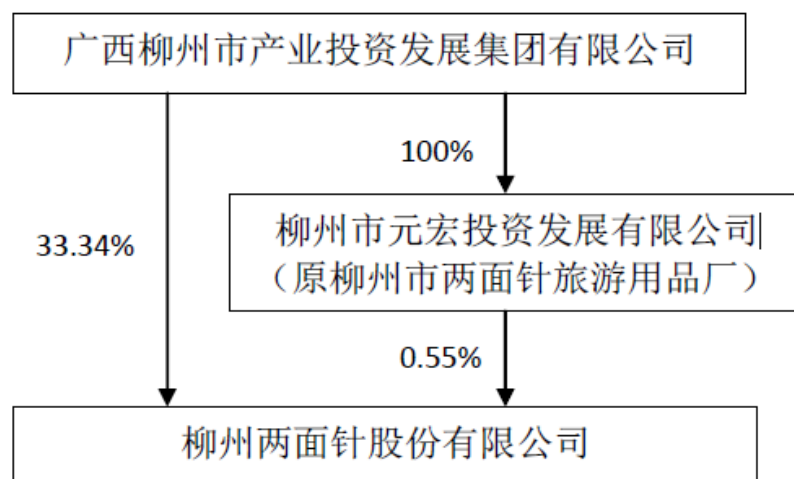 广西柳州市产业投资发展集团有限公司
100%
33.34%
柳州市元宏投资发展有限公司
（原柳州市两面针旅游用品厂）
0.55%
柳州两面针股份有限公司